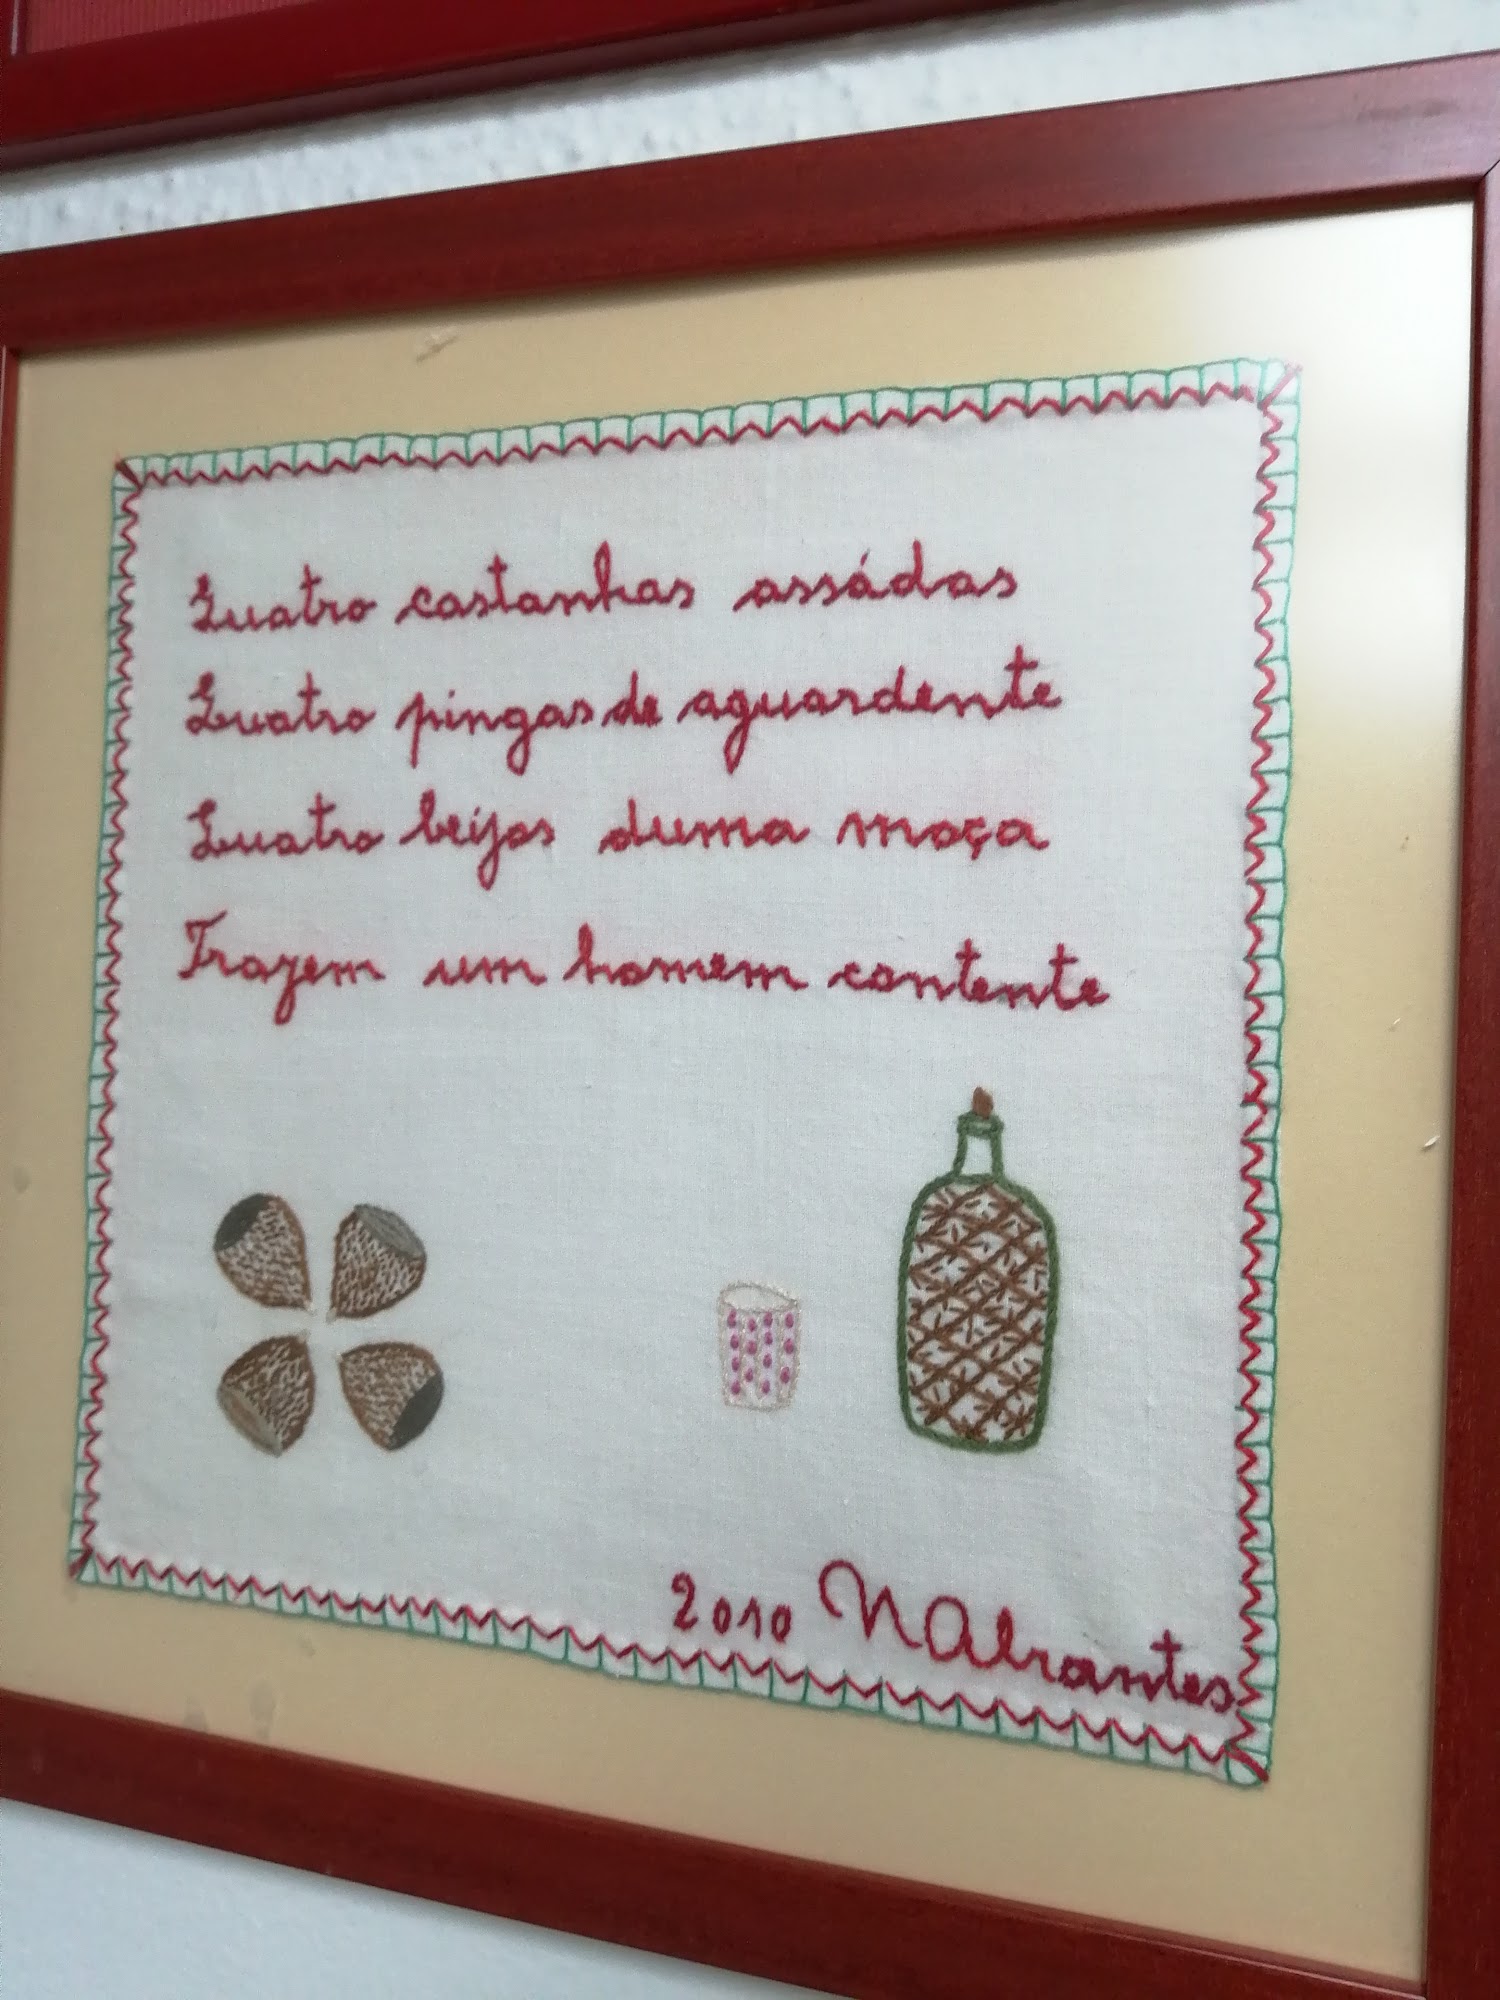 Quatro castanhas assádas
Quatro pingas de aguardente
Quatro beijos duma moça
Trazem um homem contente
2010 N Abrantes